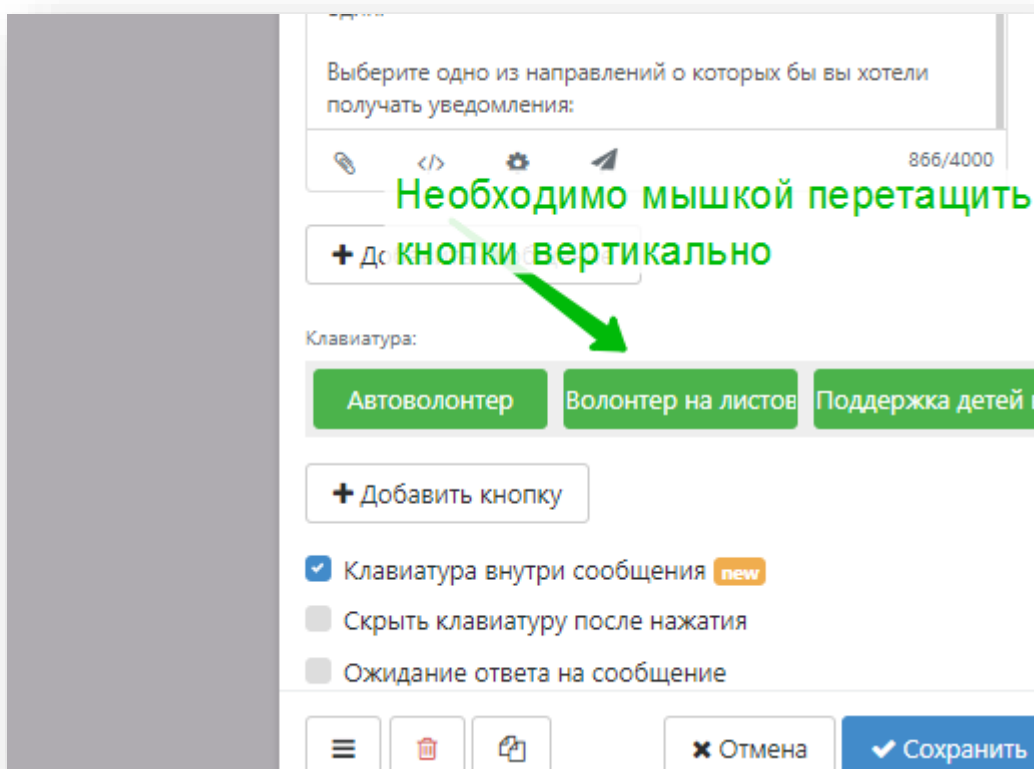 Выберите одно из направлений о которых бы вы хотели
получать уведомления:
866/4000
Необходимо мышкой перетащить
кнопки вертикально
Клавиатура:
Автоволонтер
Волонтер на листов
Поддержка детей
Добавить кнопку
Клавиатура внутри сообщения new
Скрыть клавиатуру после нажатия
Ожидание ответа на сообщение
Отмена
Сохранить